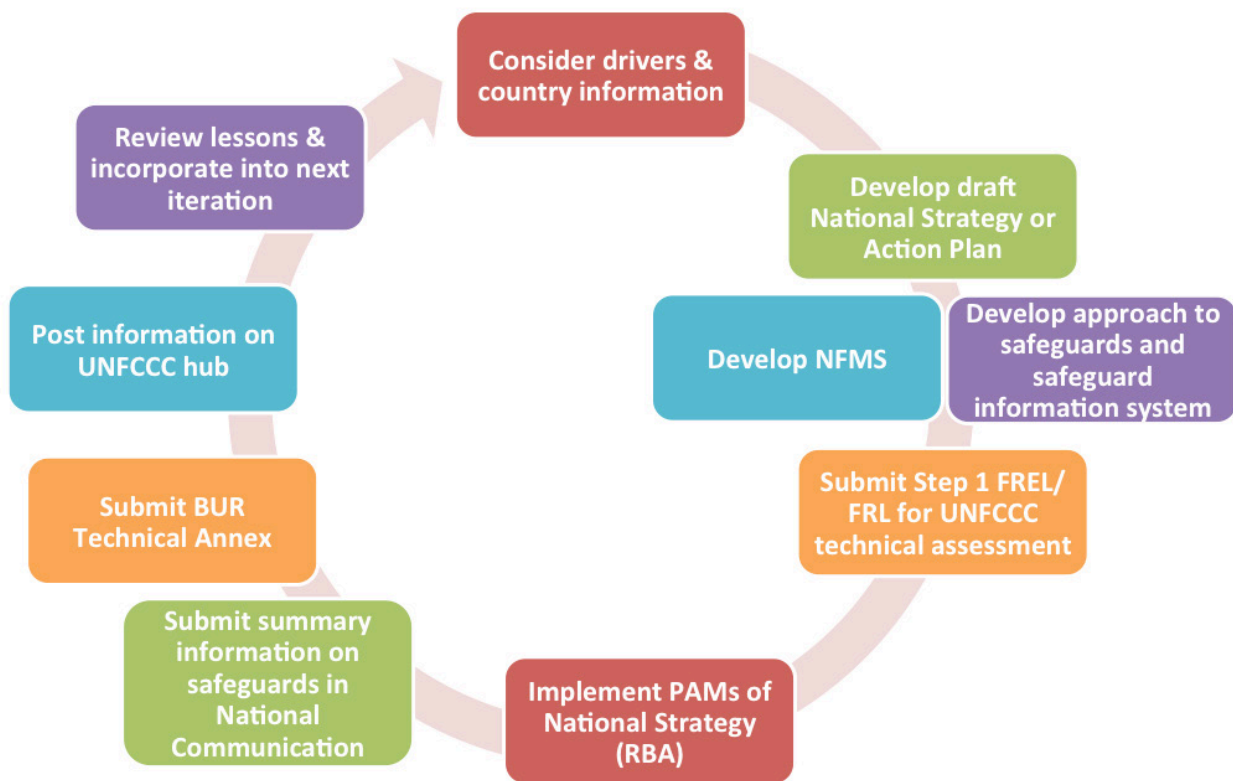 Consider drivers &
country information
Develop draft
National Strategy or
Action Plan
Develop NFMS
Develop approach to
safeguards and
safeguard
information system
Submit Step 1 FREL/
FRL for UNFCCC
technical assessment
Implement PAMs of
National Strategy
(RBA)
Submit summary
information on
safeguards in
National
Communication
Submit BUR
Technical Annex
Post information on
UNFCCC hub
Review lessons &
incorporate into next
iteration